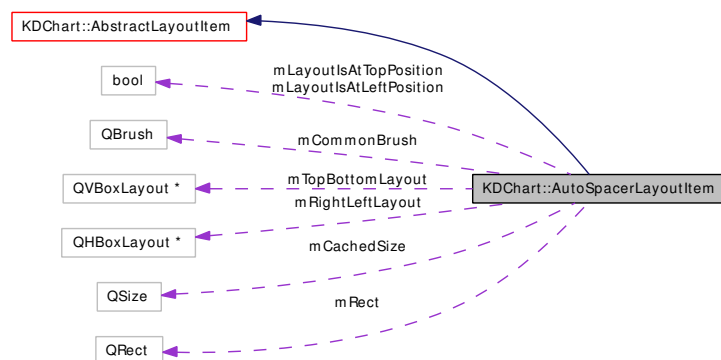 KDChart::AbstractLayoutItem
bool
mLayoutIsAtTopPosition
mLayoutIsAtLeftPosition
QBrush
mCommonBrush
QVBoxLayout *
mTopBottomLayout
KDChart::AutoSpacerLayoutItem
mRightLeftLayout
QHBoxLayout *
mCachedSize
QSize
mRect
QRect